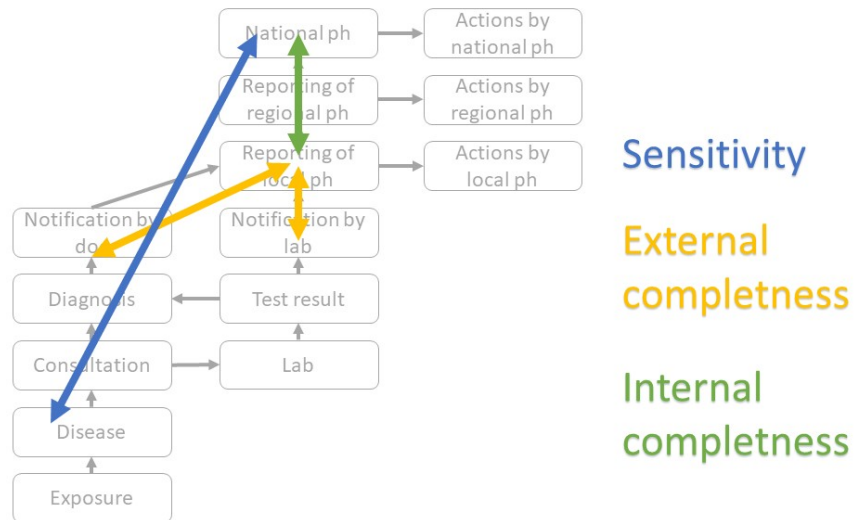 National ph
Actions by
national ph
Reporting of
regional ph
Actions by
regional ph
Reporting of
local ph
Actions by
local ph
Notification by
do
Notification by
lab
Diagnosis
Test result
Consultation
Lab
Disease
Exposure
Sensitivity
External
completness
Internal
completness